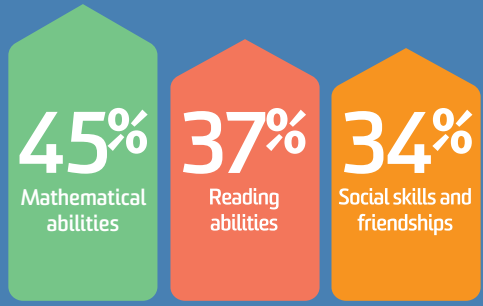 45%
Mathematical
abilities
37%
Reading
abilities
34%
Social skills and
friendships